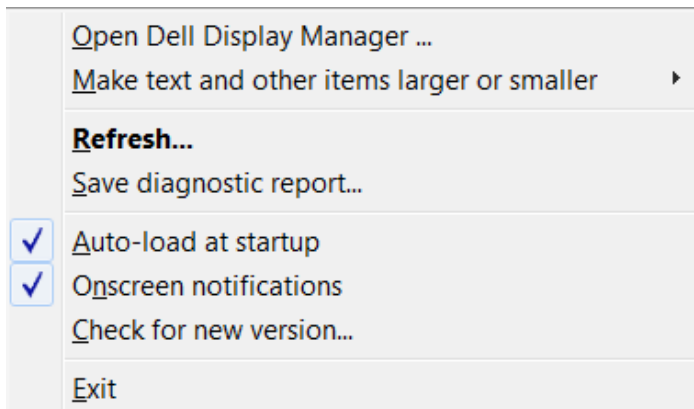 Open Dell Display Manager ...
Make text and other items larger or smaller
Refresh...
Save diagnostic report...
Auto-load at startup
Onscreen notifications
Check for new version...
Exit